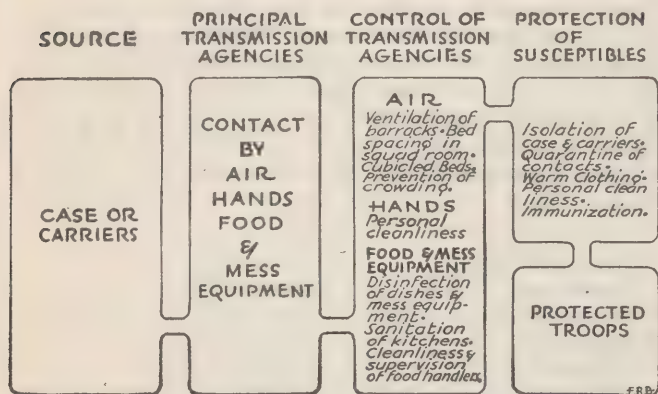 SOURCE
PRINCIPAL
TRANSMISSION
AGENCIES
CONTROL OF
TRANSMISSION
AGENCIES
PROTECTION
OF
SUSCEPTIBLES
CASE OR
CARRIERS
CONTACT
BY
AIR
HANDS
FOOD
&
MESS
EQUIPMENT
AIR
Ventilation of
barracks • Bed
spacing in
squad room •
Cubicled Beds •
Prevention of
crowding.
HANDS
Personal
cleanliness
FOOD & MESS
EQUIPMENT
Disinfection
of dishes &
mess equip-
ment •
Sanitation
of kitchens •
Cleanliness &
supervision
of food handlers.
Isolation of
case & carriers •
Quarantine of
contacts •
Warm Clothing •
Personal clean
liness •
Immunization •
PROTECTED
TROOPS